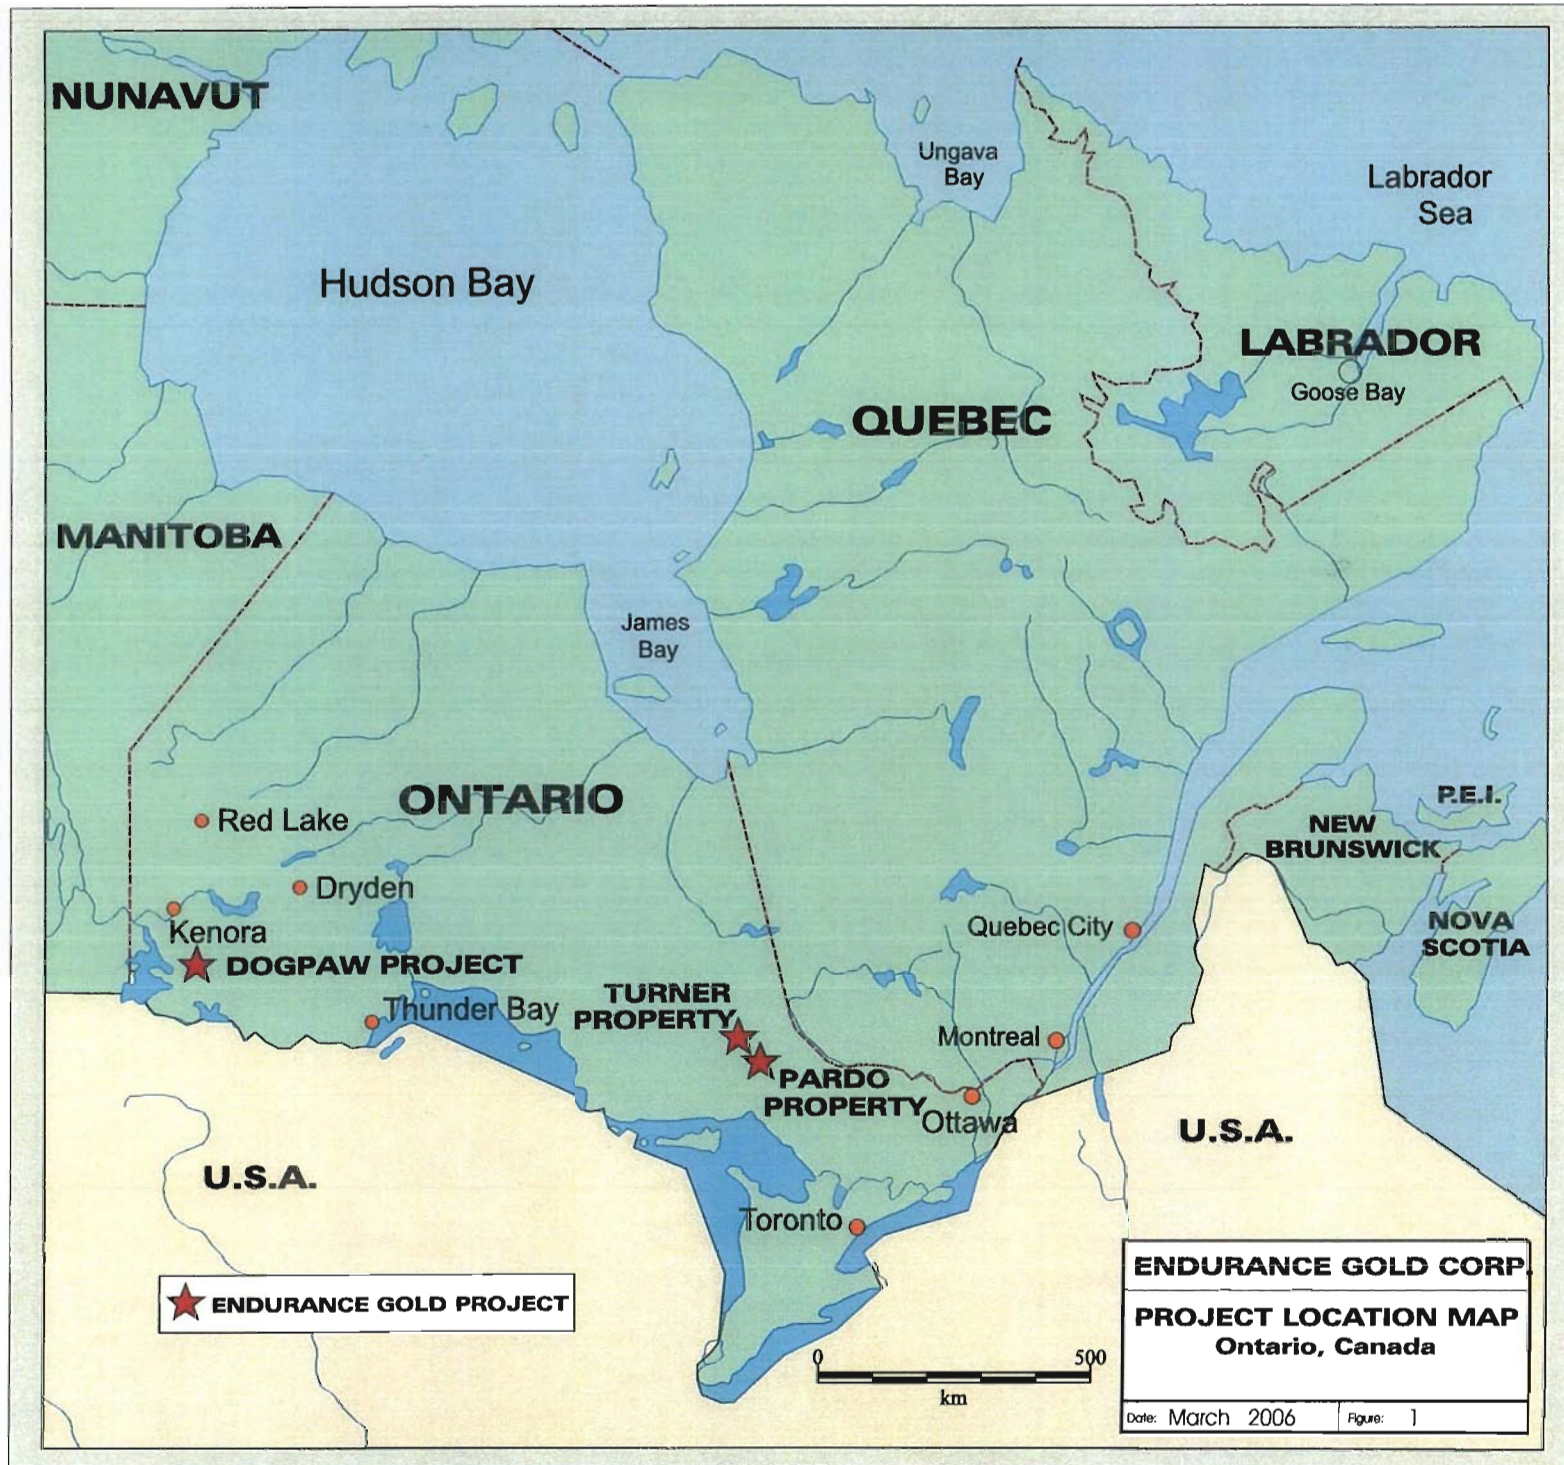 NUNAVUT
Ungava
Bay
Labrador
Sea
Hudson Bay
LABRADOR
Goose Bay
QUEBEC
MANITOBA
James
Bay
ONTARIO
Red Lake
P.E.I.
NEW
BRUNSWICK
Dryden
Kenora
Quebec City
NOVA
SCOTIA
DOGPAW PROJECT
TURNER
PROPERTY
Thunder Bay
Montreal
PARDO
PROPERTY
Ottawa
U.S.A.
U.S.A.
Toronto
ENDURANCE GOLD PROJECT
0 500
km
ENDURANCE GOLD CORP.
PROJECT LOCATION MAP
Ontario, Canada
Date: March 2006 Figure: 1